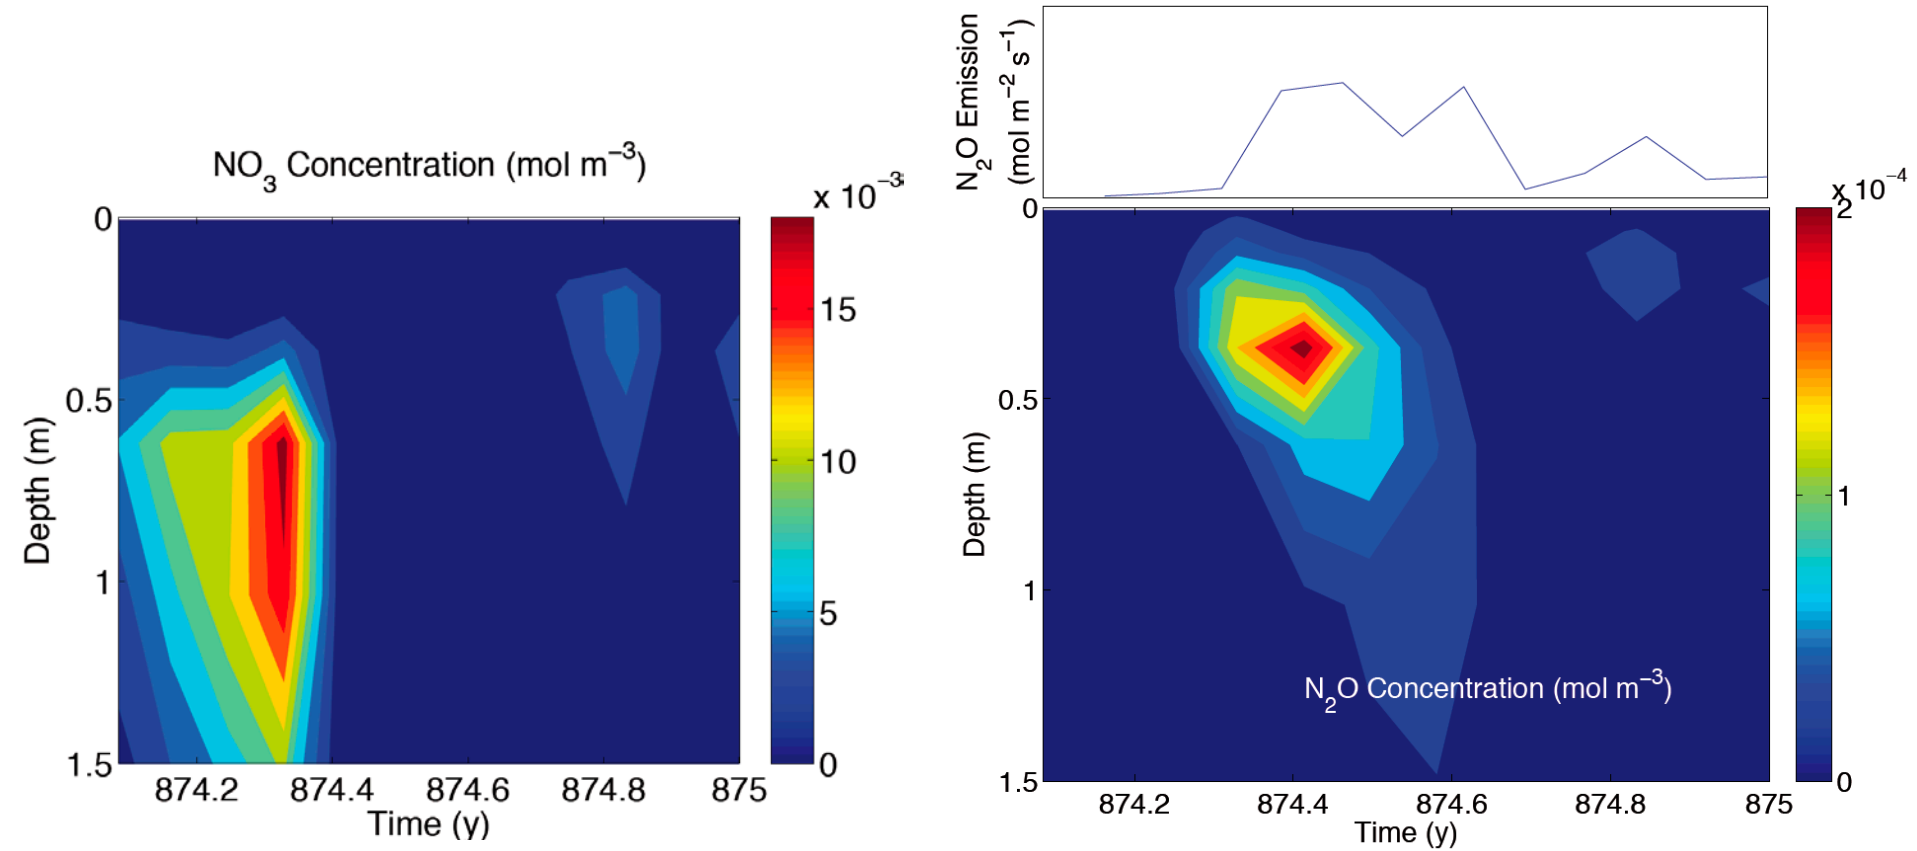 NO3 Concentration (mol m−3)
x 10−3
0
0.5
1
1.5
Depth (m)
874.2 874.4 874.6 874.8 875
Time (y)
15
10
5
0
N2O Emission
(mol m−2 s−1)
x 10−4
0
0.5
1
1.5
Depth (m)
N2O Concentration (mol m−3)
874.2 874.4 874.6 874.8 875
Time (y)
2
1
0